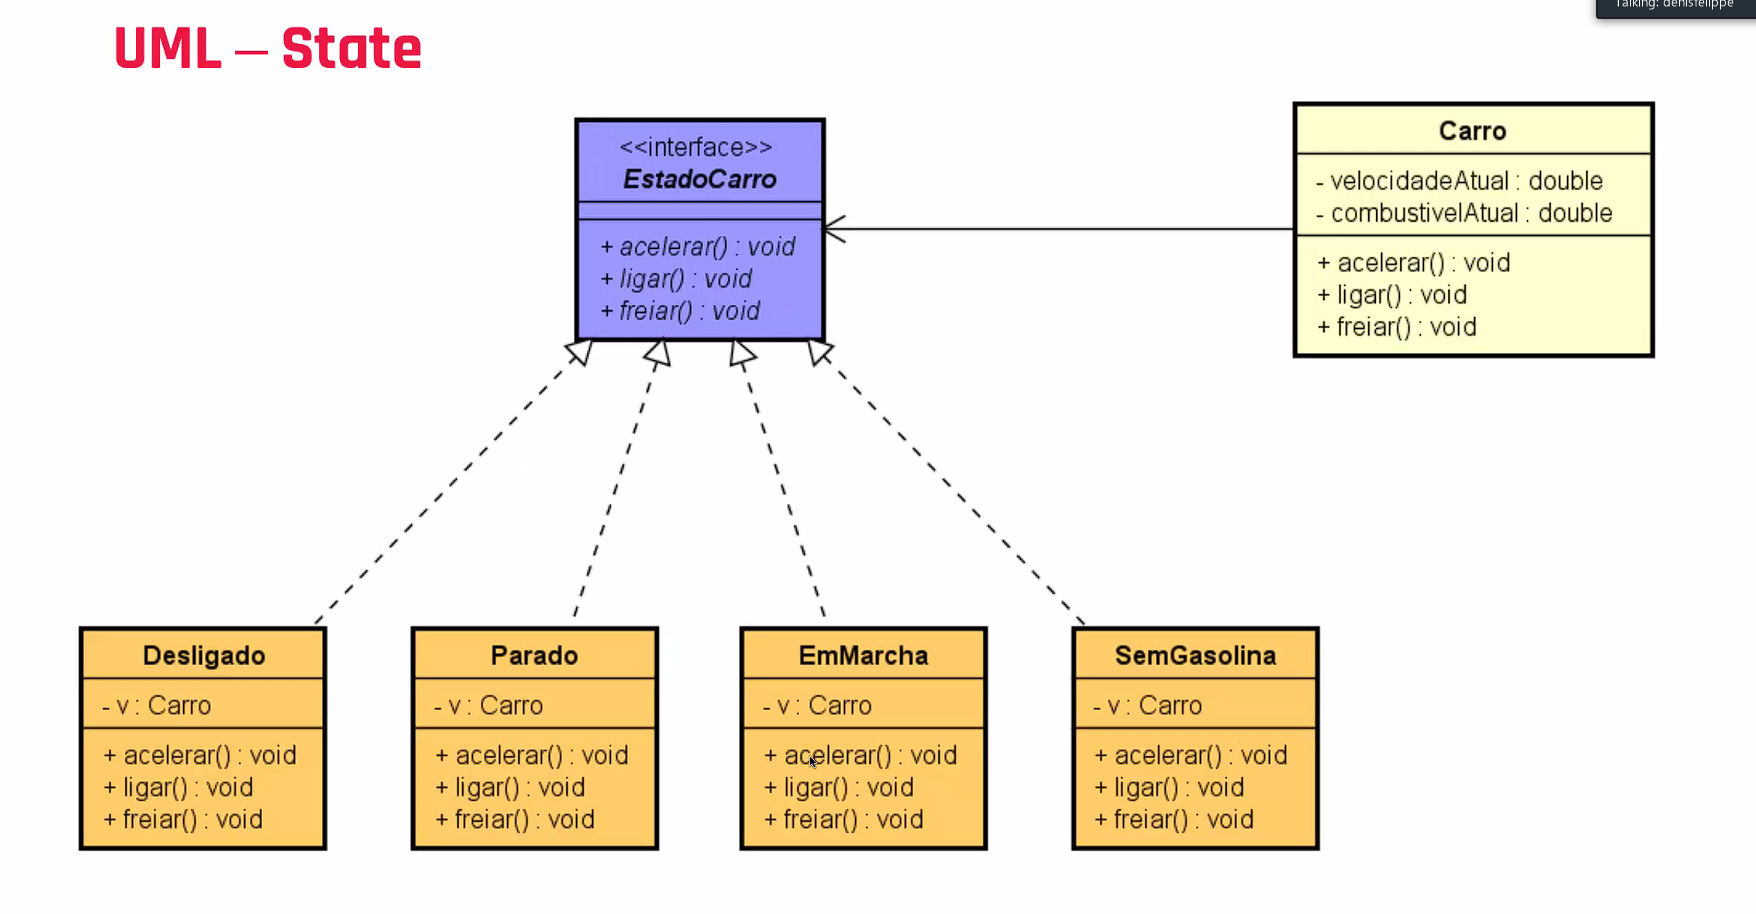 Talking: denisfelippe
UML – State
<<interface>>
EstadoCarro
+ acelerar() : void
+ ligar() : void
+ freiar() : void
Carro
- velocidadeAtual : double
- combustivelAtual : double
+ acelerar() : void
+ ligar() : void
+ freiar() : void
Desligado
- v : Carro
+ acelerar() : void
+ ligar() : void
+ freiar() : void
Parado
- v : Carro
+ acelerar() : void
+ ligar() : void
+ freiar() : void
EmMarcha
- v : Carro
+ acelerar() : void
+ ligar() : void
+ freiar() : void
SemGasolina
- v : Carro
+ acelerar() : void
+ ligar() : void
+ freiar() : void